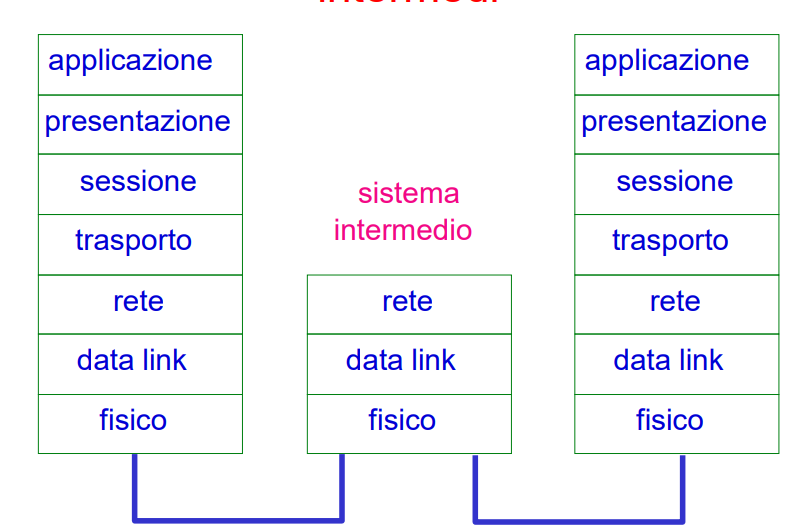 applicazione
presentazione
sessione
trasporto
rete
data link
fisico
sistema
intermedio
rete
data link
fisico
applicazione
presentazione
sessione
trasporto
rete
data link
fisico